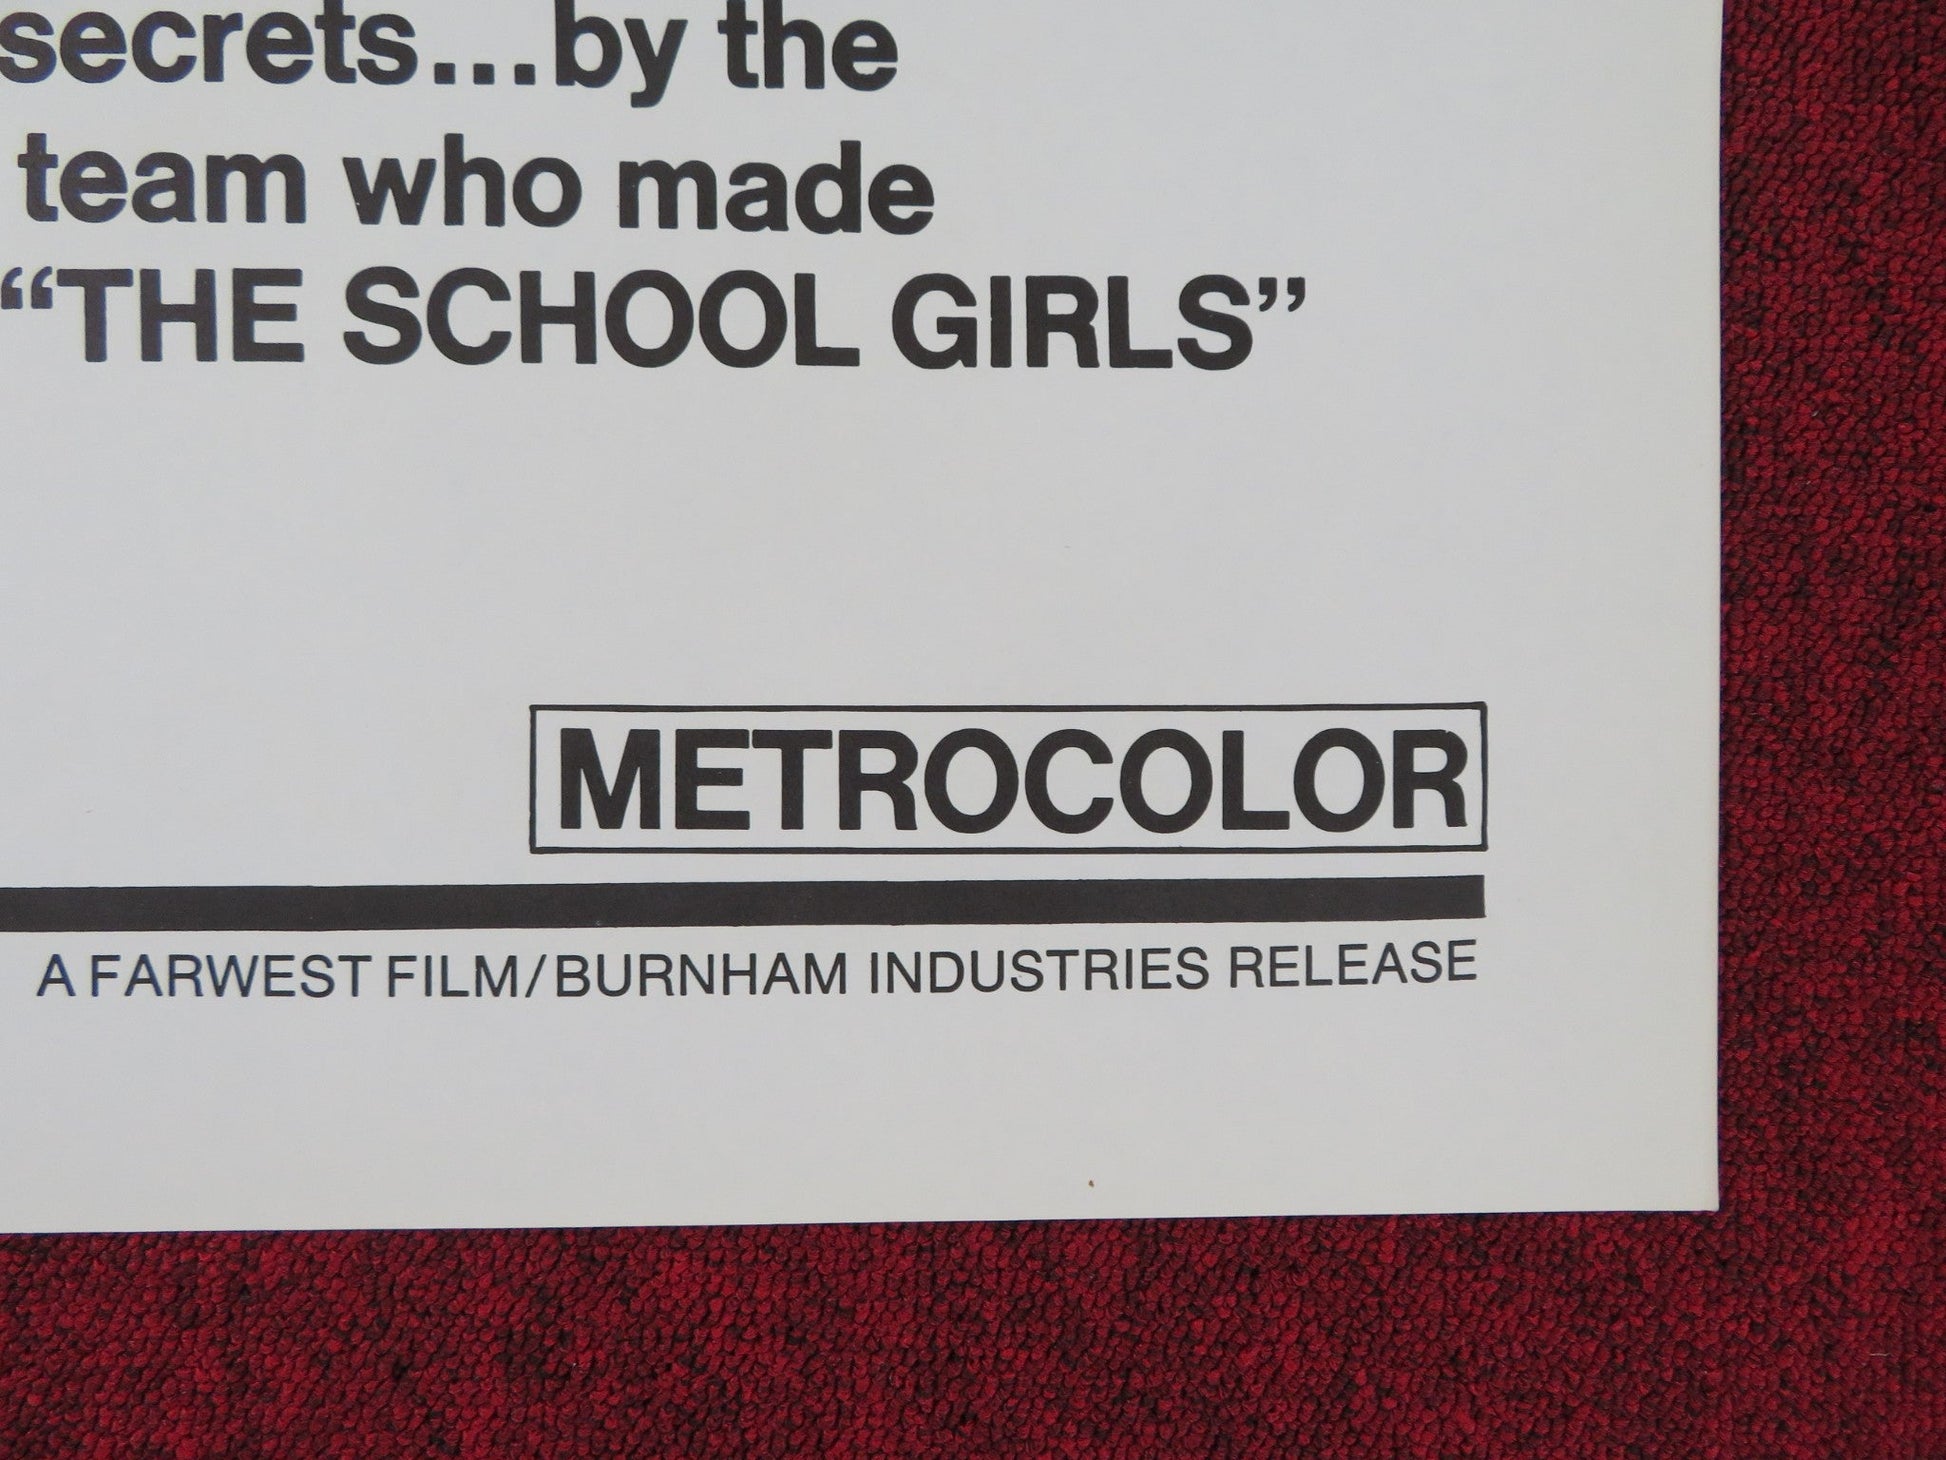 secrets...by the
team who made
“THE SCHOOL GIRLS”
METROCOLOR
A FARWEST FILM/BURNHAM INDUSTRIES RELEASE